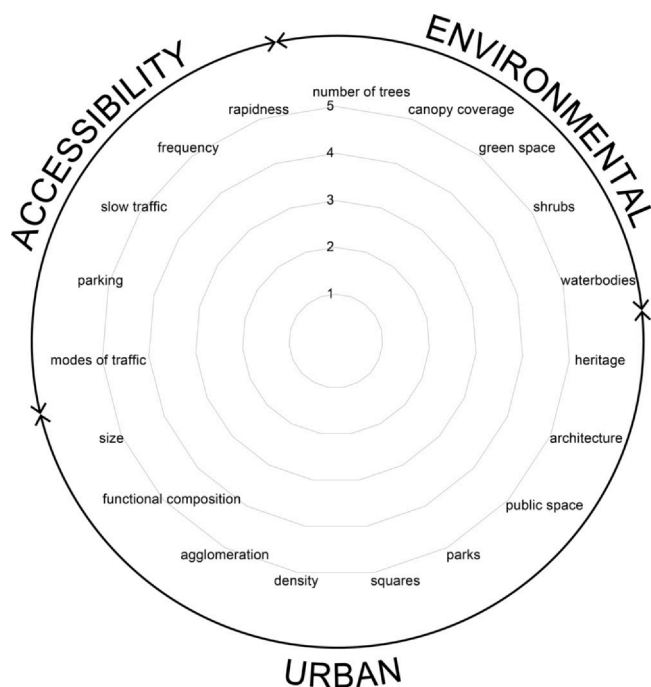 ACCESSIBILITY
ENVIRONMENTAL
number of trees
rapidness
5
canopy coverage
frequency
4
green space
slow traffic
3
shrubs
2
parking
1
waterbodies
modes of traffic
heritage
size
architecture
functional composition
public space
agglomeration
parks
density
squares
URBAN